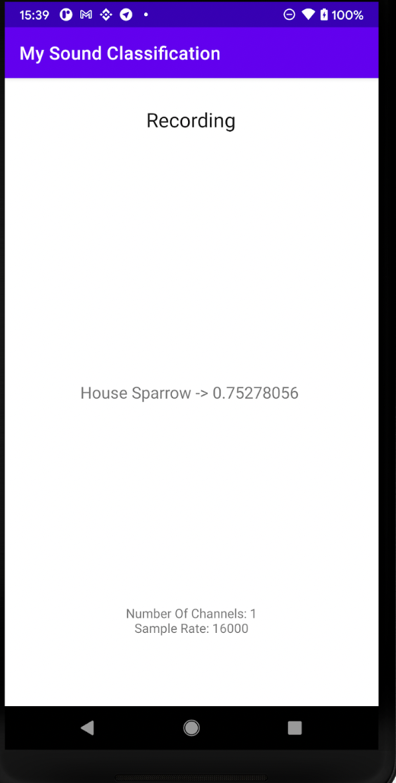 15:39
100%
My Sound Classification
Recording
House Sparrow -> 0.75278056
Number Of Channels: 1
Sample Rate: 16000